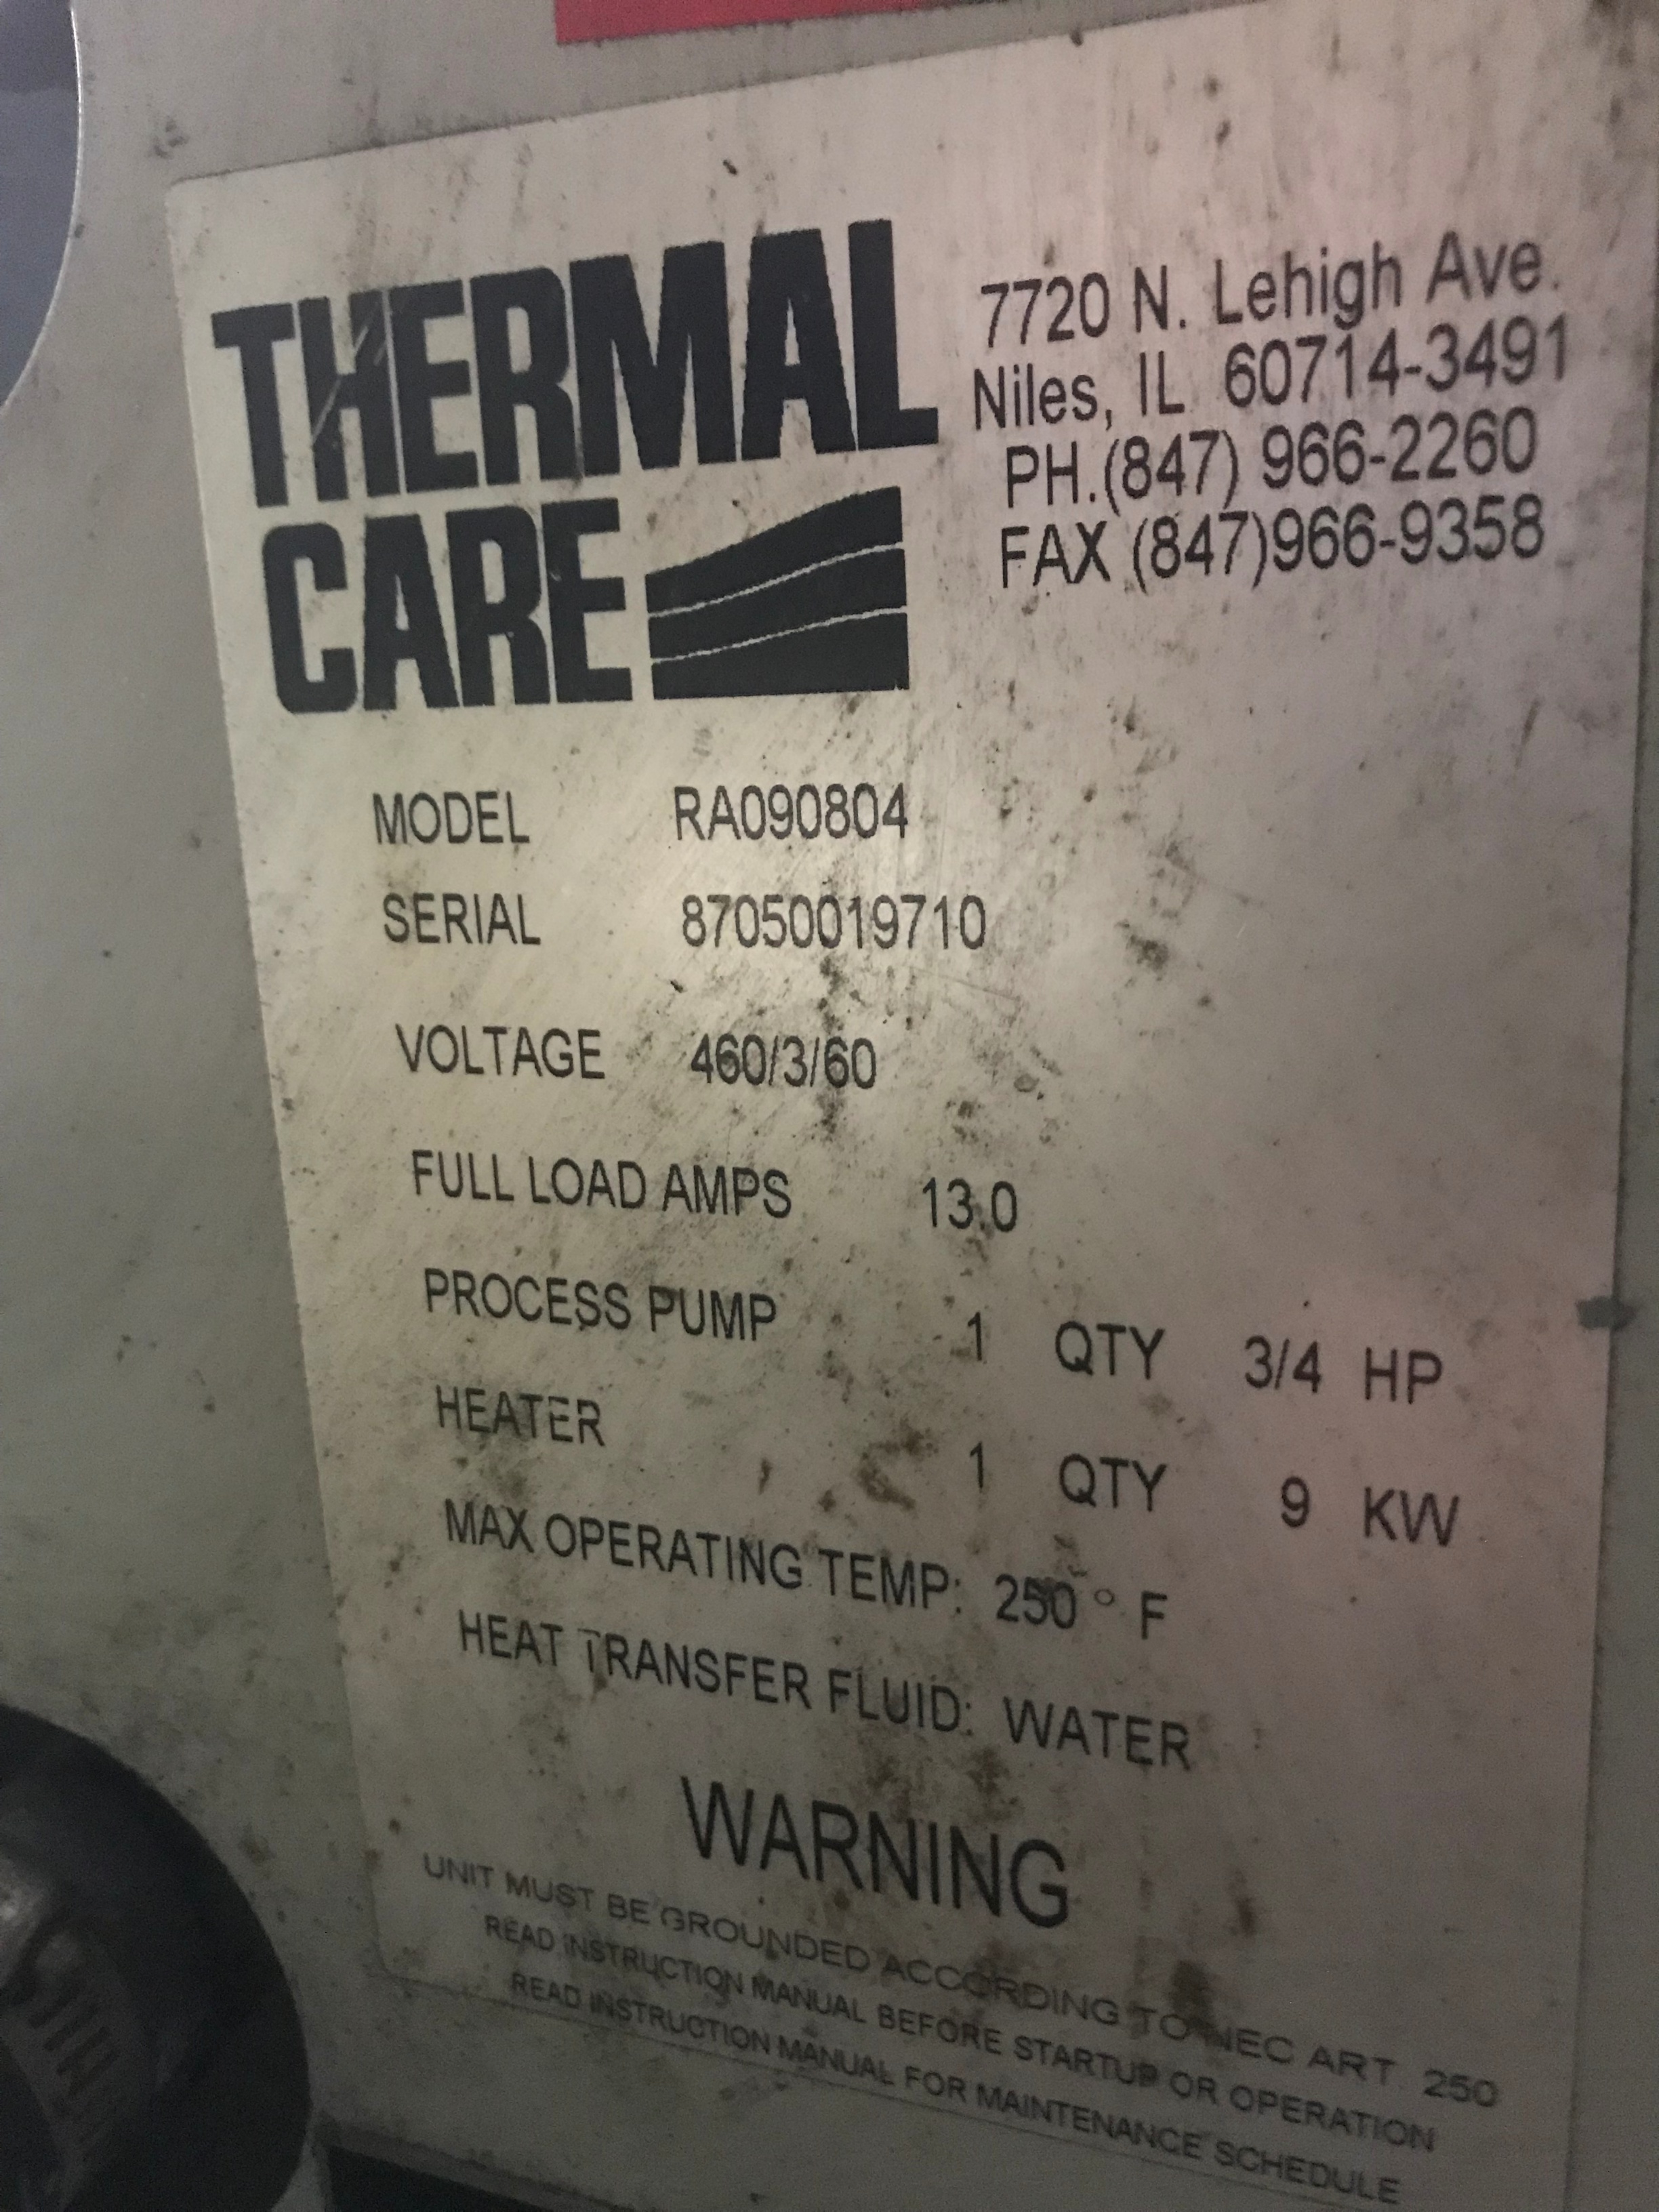 THERMAL
CARE
7720 N. Lehigh Ave.
Niles, IL 60714-3491
PH.(847) 966-2260
FAX (847)966-9358
MODEL RA090804
SERIAL 87050019710
VOLTAGE 460/3/60
FULL LOAD AMPS 13.0
PROCESS PUMP 1 QTY 3/4 HP
HEATER 1 QTY 9 KW
MAX OPERATING TEMP: 250 ° F
HEAT TRANSFER FLUID: WATER
WARNING
UNIT MUST BE GROUNDED ACCORDING TO NEC ART 250
READ INSTRUCTION MANUAL BEFORE STARTUP OR OPERATION
READ INSTRUCTION MANUAL FOR MAINTENANCE SCHEDULE